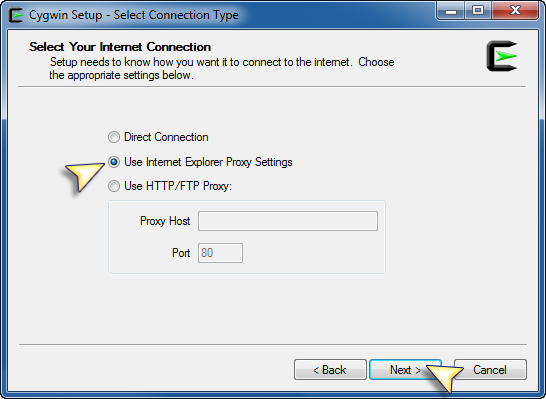 Cygwin Setup - Select Connection Type
Select Your Internet Connection
Setup needs to know how you want it to connect to the internet.  Choose
the appropriate settings below.
Direct Connection
Use Internet Explorer Proxy Settings
Use HTTP/FTP Proxy:
Proxy Host
Port 80
< Back Next > Cancel